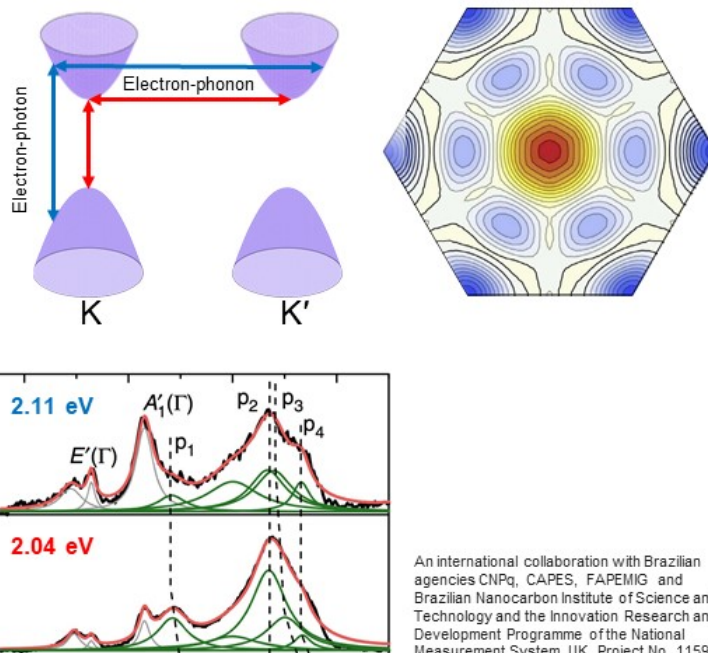 Electron-photon
Electron-phonon
K
K′
2.11 eV
E′(Γ)
A′₁(Γ)
p₁
p₂
p₃
p₄
2.04 eV
An international collaboration with Brazilian
agencies CNPq, CAPES, FAPEMIG and
Brazilian Nanocarbon Institute of Science an
Technology and the Innovation Research an
Development Programme of the National
Measurement System, UK, Project No. 1159